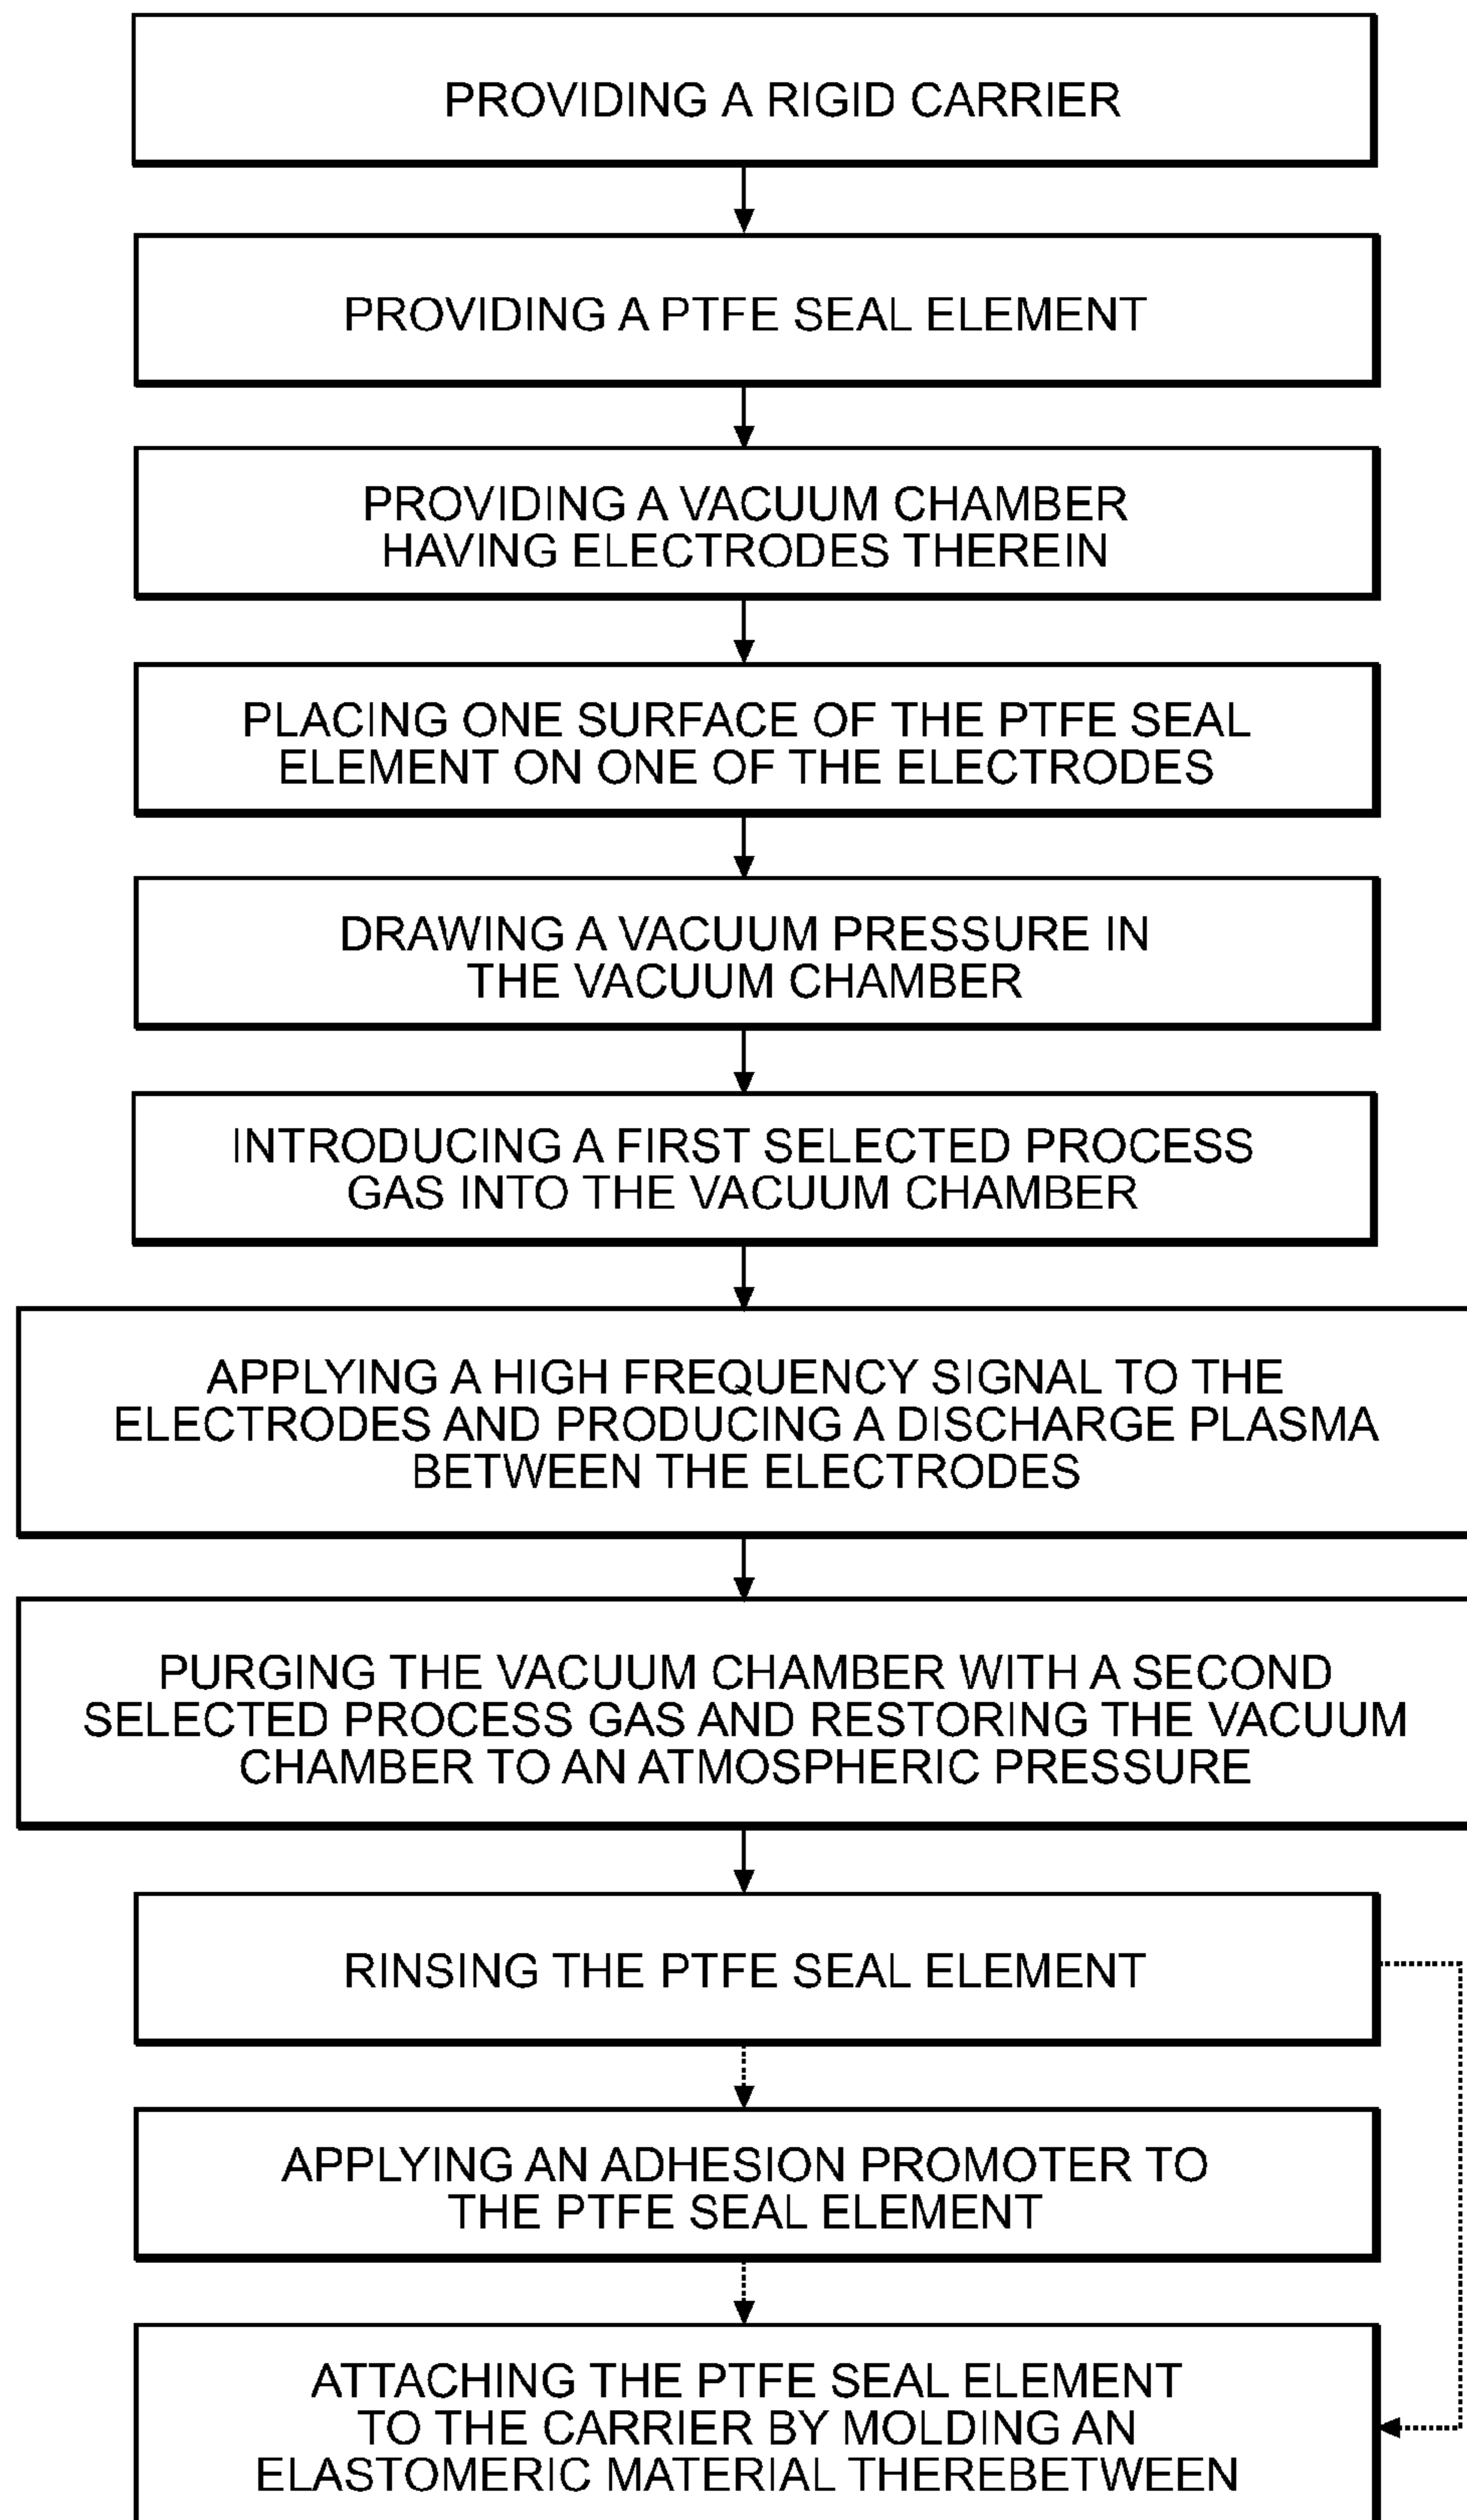 PROVIDING A RIGID CARRIER
PROVIDING A PTFE SEAL ELEMENT
PROVIDING A VACUUM CHAMBER
HAVING ELECTRODES THEREIN
PLACING ONE SURFACE OF THE PTFE SEAL
ELEMENT ON ONE OF THE ELECTRODES
DRAWING A VACUUM PRESSURE IN
THE VACUUM CHAMBER
INTRODUCING A FIRST SELECTED PROCESS
GAS INTO THE VACUUM CHAMBER
APPLYING A HIGH FREQUENCY SIGNAL TO THE
ELECTRODES AND PRODUCING A DISCHARGE PLASMA
BETWEEN THE ELECTRODES
PURGING THE VACUUM CHAMBER WITH A SECOND
SELECTED PROCESS GAS AND RESTORING THE VACUUM
CHAMBER TO AN ATMOSPHERIC PRESSURE
RINSING THE PTFE SEAL ELEMENT
APPLYING AN ADHESION PROMOTER TO
THE PTFE SEAL ELEMENT
ATTACHING THE PTFE SEAL ELEMENT
TO THE CARRIER BY MOLDING AN
ELASTOMERIC MATERIAL THEREBETWEEN